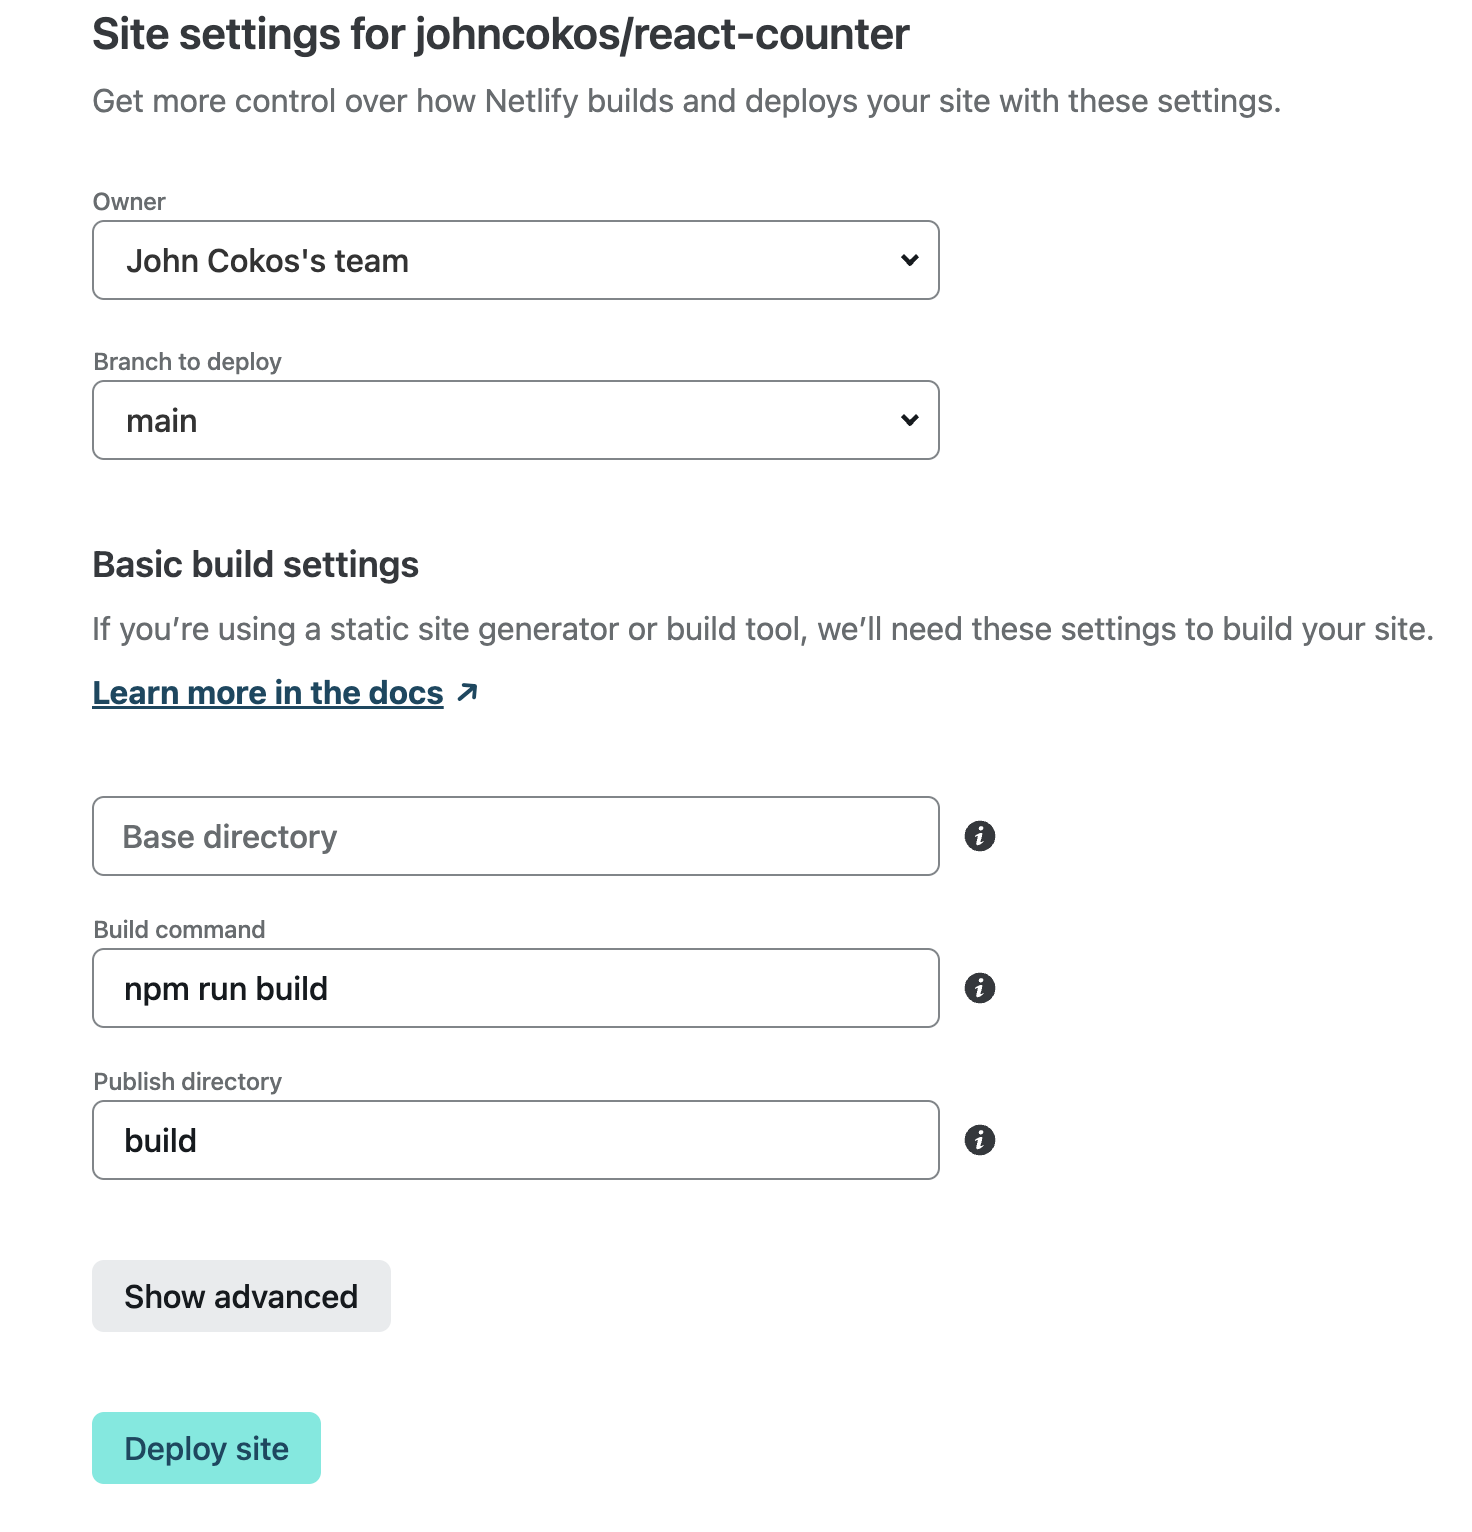 Site settings for johncokos/react-counter
Get more control over how Netlify builds and deploys your site with these settings.
Owner
John Cokos's team
Branch to deploy
main
Basic build settings
If you’re using a static site generator or build tool, we’ll need these settings to build your site.
Learn more in the docs
Base directory
Build command
npm run build
Publish directory
build
Show advanced
Deploy site